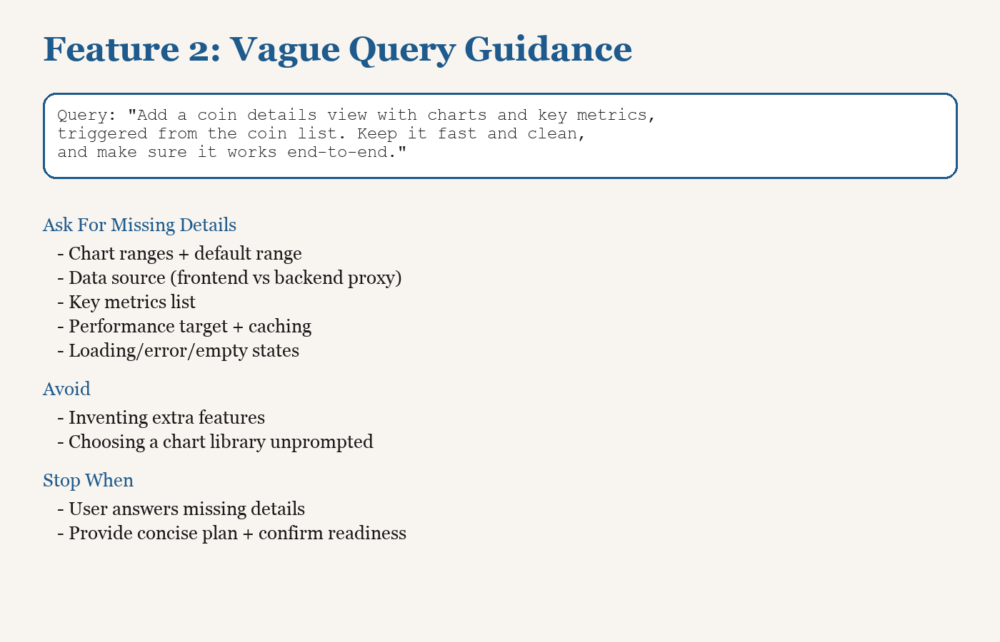 Feature 2: Vague Query Guidance
Query: "Add a coin details view with charts and key metrics,
triggered from the coin list. Keep it fast and clean,
and make sure it works end-to-end."
Ask For Missing Details
- Chart ranges + default range
- Data source (frontend vs backend proxy)
- Key metrics list
- Performance target + caching
- Loading/error/empty states
Avoid
- Inventing extra features
- Choosing a chart library unprompted
Stop When
- User answers missing details
- Provide concise plan + confirm readiness